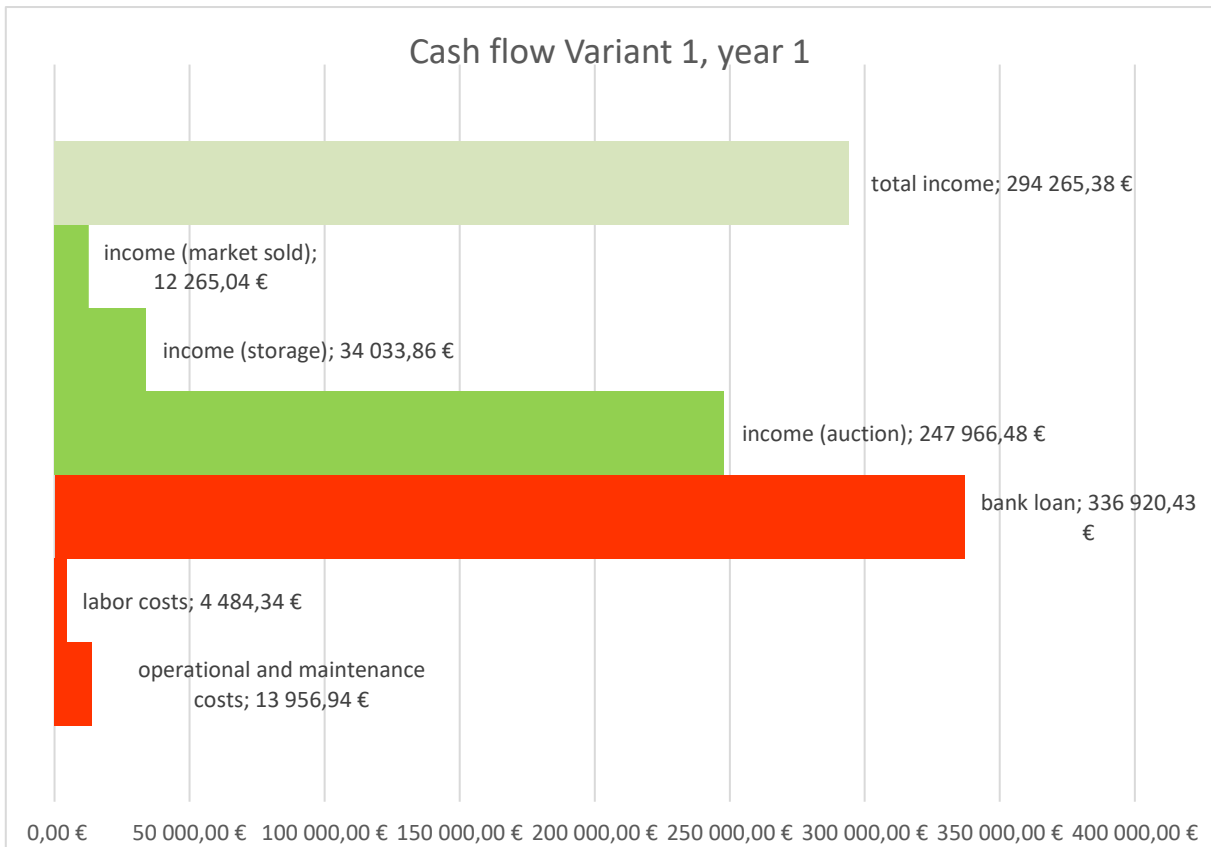 Cash flow Variant 1, year 1
total income; 294 265,38 €
income (market sold);
12 265,04 €
income (storage); 34 033,86 €
income (auction); 247 966,48 €
bank loan; 336 920,43
€
labor costs; 4 484,34 €
operational and maintenance
costs; 13 956,94 €
0,00 € 50 000,00 € 100 000,00 € 150 000,00 € 200 000,00 € 250 000,00 € 300 000,00 € 350 000,00 € 400 000,00 €